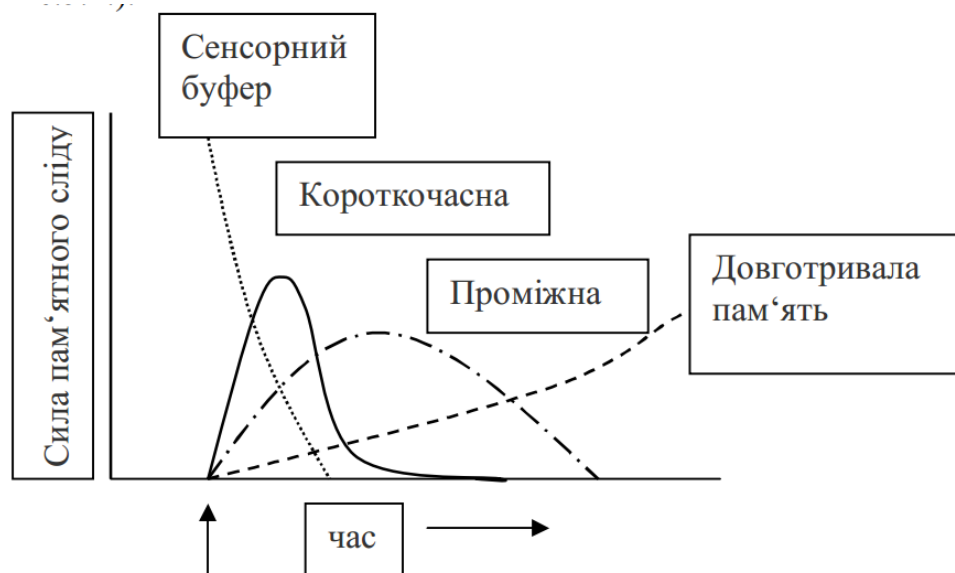 Сенсорний
буфер
Короткочасна
Проміжна
Довготривала
пам‘ять
Сила пам‘ятного сліду
час